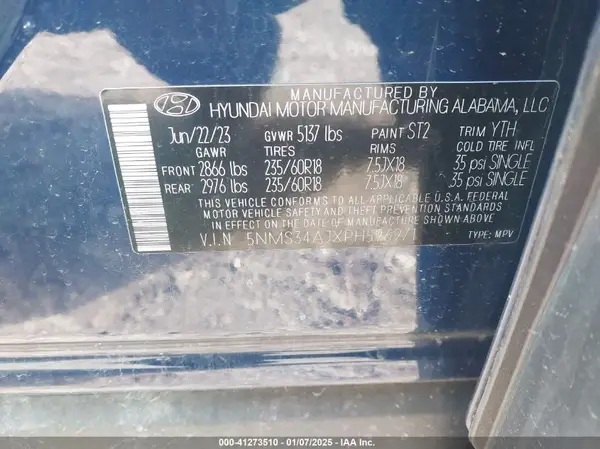 MANUFACTURED BY
HYUNDAI MOTOR MANUFACTURING ALABAMA, LLC
Jun/22/23 GVWR 5137 lbs PAINT ST2 TRIM YTH
GAWR TIRES RIMS COLD TIRE INFL
FRONT 2866 lbs 235/60R18 7.5JX18 35 psi SINGLE
REAR 2976 lbs 235/60R18 7.5JX18 35 psi SINGLE
THIS VEHICLE CONFORMS TO ALL APPLICABLE U.S.A. FEDERAL
MOTOR VEHICLE SAFETY AND THEFT PREVENTION STANDARDS
IN EFFECT ON THE DATE OF MANUFACTURE SHOWN ABOVE.
V.I.N TYPE: MPV
000-41273510 | 01/07/2025 | IAA Inc.